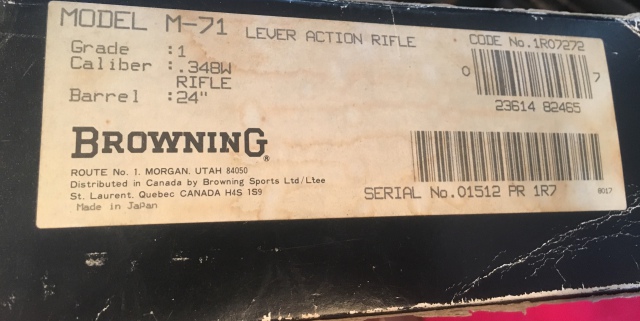 MODEL M-71 LEVER ACTION RIFLE
CODE No.1R07272
Grade :1
Caliber :.348W
RIFLE
Barrel :24"
0 7
23614 82465
BROWNING®
ROUTE No. 1, MORGAN, UTAH 84050
Distributed in Canada by Browning Sports Ltd/Ltee
St. Laurent, Quebec CANADA H4S 1S9
Made in Japan
SERIAL No.01512 PR 1R7
8017